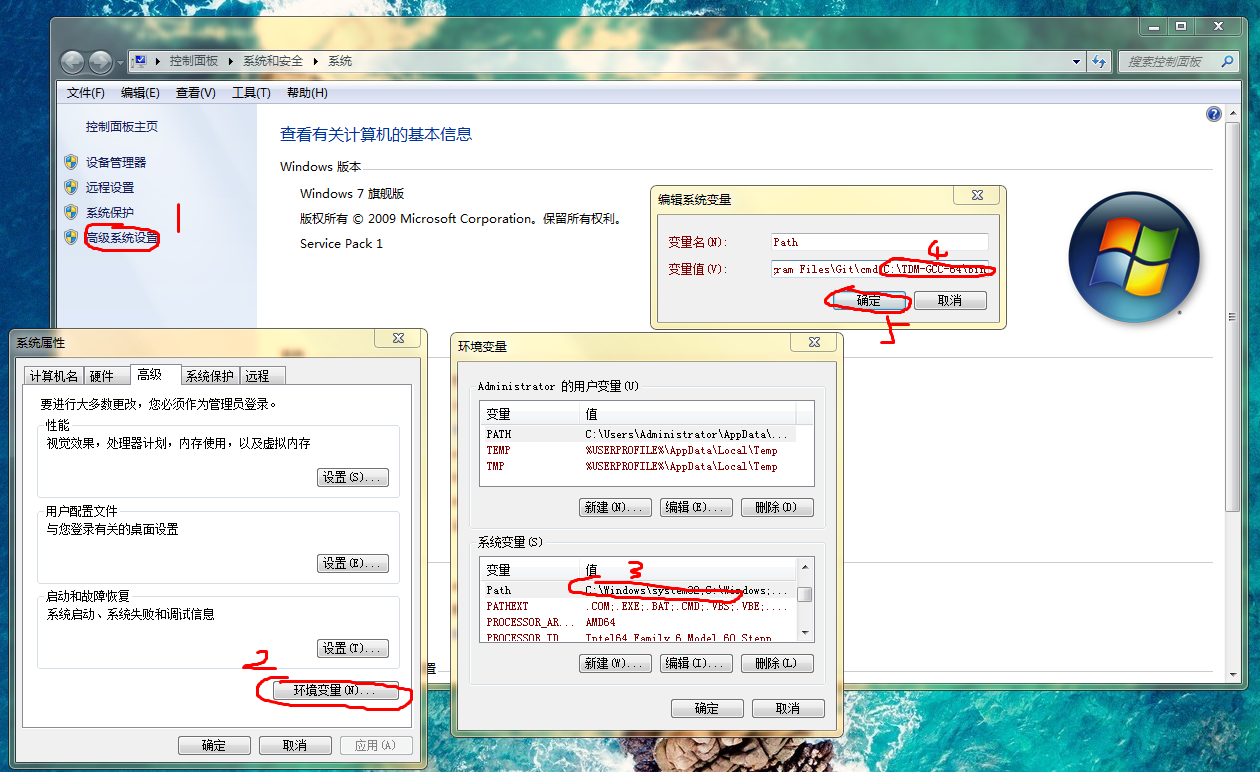 控制面板 系统和安全 系统
搜索控制面板
文件(F) 编辑(E) 查看(V) 工具(T) 帮助(H)
控制面板主页
设备管理器
远程设置
系统保护
高级系统设置
1
查看有关计算机的基本信息
Windows 版本
Windows 7 旗舰版
版权所有 © 2009 Microsoft Corporation。保留所有权利。
Service Pack 1
编辑系统变量
变量名(N): Path
4
变量值(V): gram Files\Git\cmd;C:\TDM-GCC-64\bin
确定 取消
5
系统属性
计算机名 硬件 高级 系统保护 远程
要进行大多数更改，您必须作为管理员登录。
性能
视觉效果，处理器计划，内存使用，以及虚拟内存
设置(S)...
用户配置文件
与您登录有关的桌面设置
设置(E)...
启动和故障恢复
系统启动、系统失败和调试信息
设置(T)...
2
环境变量(N)...
确定 取消 应用(A)
环境变量
Administrator 的用户变量(U)
变量 值
PATH C:\Users\Administrator\AppData\...
TEMP %USERPROFILE%\AppData\Local\Temp
TMP %USERPROFILE%\AppData\Local\Temp
新建(N)... 编辑(E)... 删除(D)
系统变量(S)
变量 值
3
Path C:\Windows\system32;C:\Windows;...
PATHEXT .COM;.EXE;.BAT;.CMD;.VBS;.VBE;....
PROCESSOR_AR... AMD64
PROCESSOR_ID... Intel64 Family 6 Model 60 Stepp...
新建(W)... 编辑(I)... 删除(L)
确定 取消
置